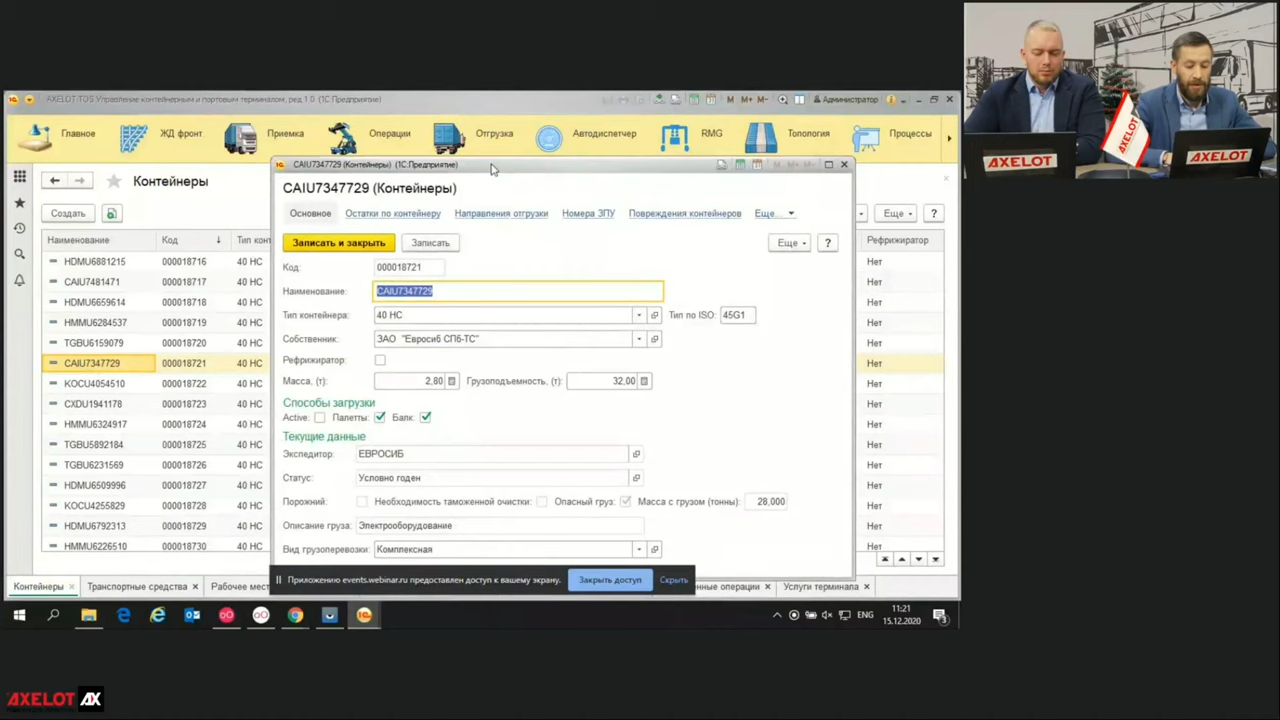 AXELOT:TOS Управление контейнерным и портовым терминалом, ред.1.0 (1С:Предприятие)
M M+ M- Администратор
Главное ЖД фронт Приемка Операции Отгрузка Автодиспетчер RMG Топология Процессы
Контейнеры
Создать Еще ?
Наименование Код ↓ Тип конт Рефрижиратор
HDMU6881215 000018716 40 HC Нет
CAIU7481471 000018717 40 HC Нет
HDMU6659614 000018718 40 HC Нет
HMMU6284537 000018719 40 HC Нет
TGBU6159079 000018720 40 HC Нет
CAIU7347729 000018721 40 HC Нет
KOCU4054510 000018722 40 HC Нет
CXDU1941178 000018723 40 HC Нет
HMMU6324917 000018724 40 HC Нет
TGBU5892184 000018725 40 HC Нет
TGBU6231569 000018726 40 HC Нет
HDMU6509996 000018727 40 HC Нет
KOCU4255829 000018728 40 HC Нет
HDMU6792313 000018729 40 HC Нет
HMMU6226510 000018730 40 HC Нет
CAIU7347729 (Контейнеры) (1С:Предприятие)
M M+ M-
CAIU7347729 (Контейнеры)
Основное Остатки по контейнеру Направления отгрузки Номера ЗПУ Повреждения контейнеров Еще...
Записать и закрыть Записать Еще ?
Код: 000018721
Наименование: CAIU7347729
Тип контейнера: 40 HC Тип по ISO: 45G1
Собственник: ЗАО "Евросиб СПб-ТС"
Рефрижиратор:
Масса, (т): 2,80 Грузоподъемность, (т): 32,00
Способы загрузки
Active: Палетты: Балк:
Текущие данные
Экспедитор: ЕВРОСИБ
Статус: Условно годен
Порожний: Необходимость таможенной очистки: Опасный груз: Масса с грузом (тонны): 28,000
Описание груза: Электрооборудование
Вид грузоперевозки: Комплексная
Приложению events.webinar.ru предоставлен доступ к вашему экрану. Закрыть доступ Скрыть
Контейнеры Транспортные средства Рабочее мест нные операции Услуги терминала
ENG 11:21
15.12.2020
3
AXELOT
AXELOT
AXELOT
AXELOT AX